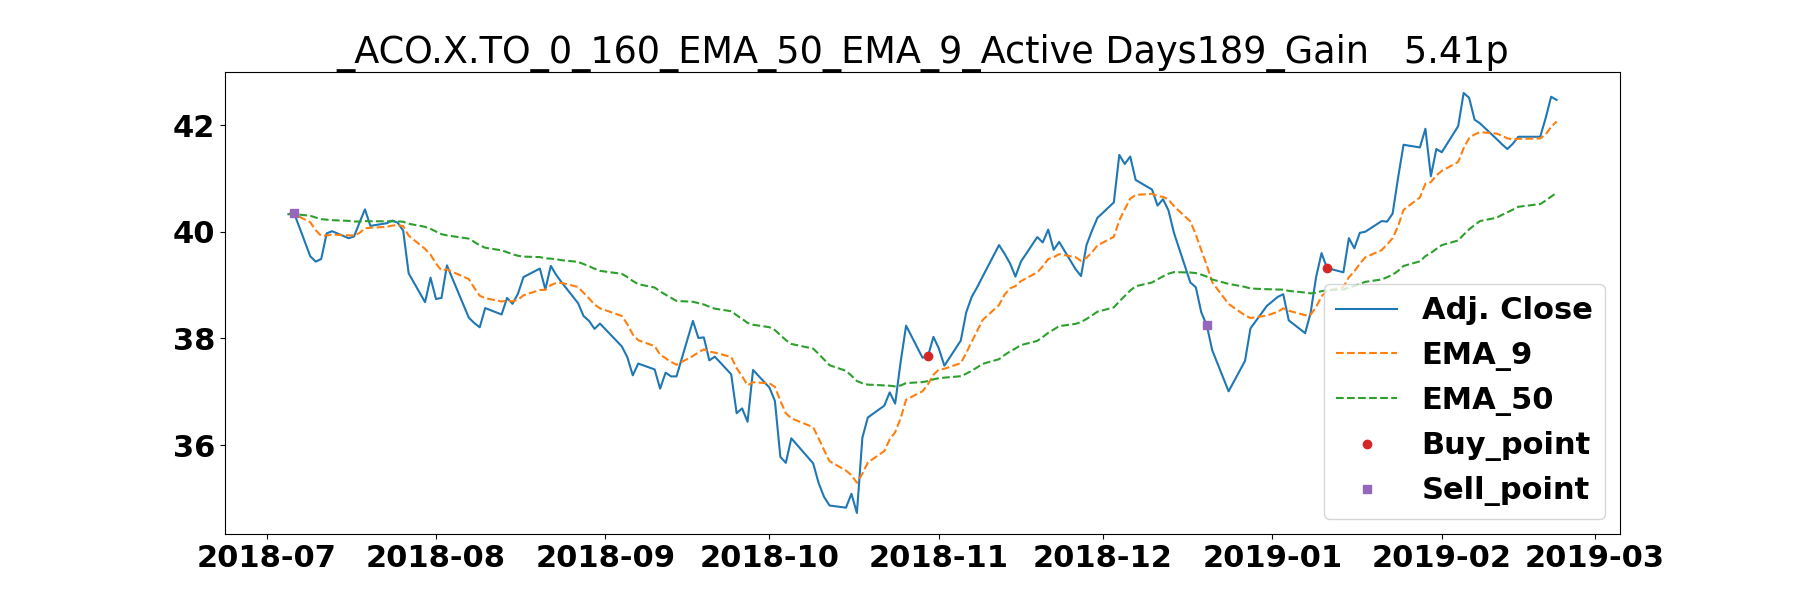 _ACO.X.TO_0_160_EMA_50_EMA_9_Active Days189_Gain   5.41p
42
40
38
36
2018-07 2018-08 2018-09 2018-10 2018-11 2018-12 2019-01 2019-02 2019-03
Adj. Close
EMA_9
EMA_50
Buy_point
Sell_point